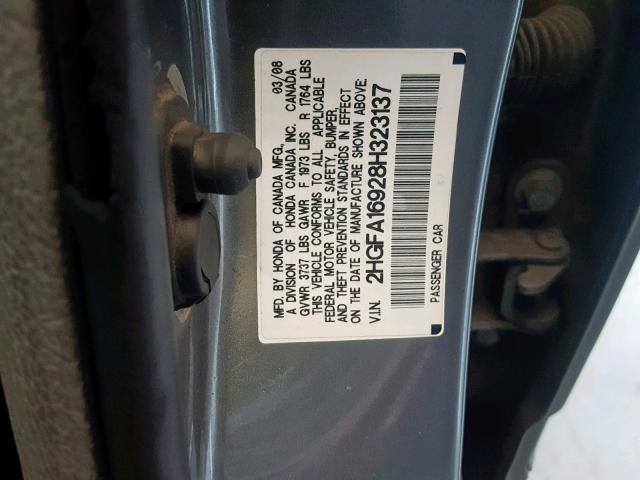 MFD. BY HONDA OF CANADA MFG. 03/08
A DIVISION OF HONDA CANADA INC. CANADA
GVWR 3737 LBS GAWR F 1973 LBS R 1764 LBS
THIS VEHICLE CONFORMS TO ALL APPLICABLE
FEDERAL MOTOR VEHICLE SAFETY, BUMPER,
AND THEFT PREVENTION STANDARDS IN EFFECT
ON THE DATE OF MANUFACTURE SHOWN ABOVE.
V.I.N. 2HGFA16928H323137
PASSENGER CAR